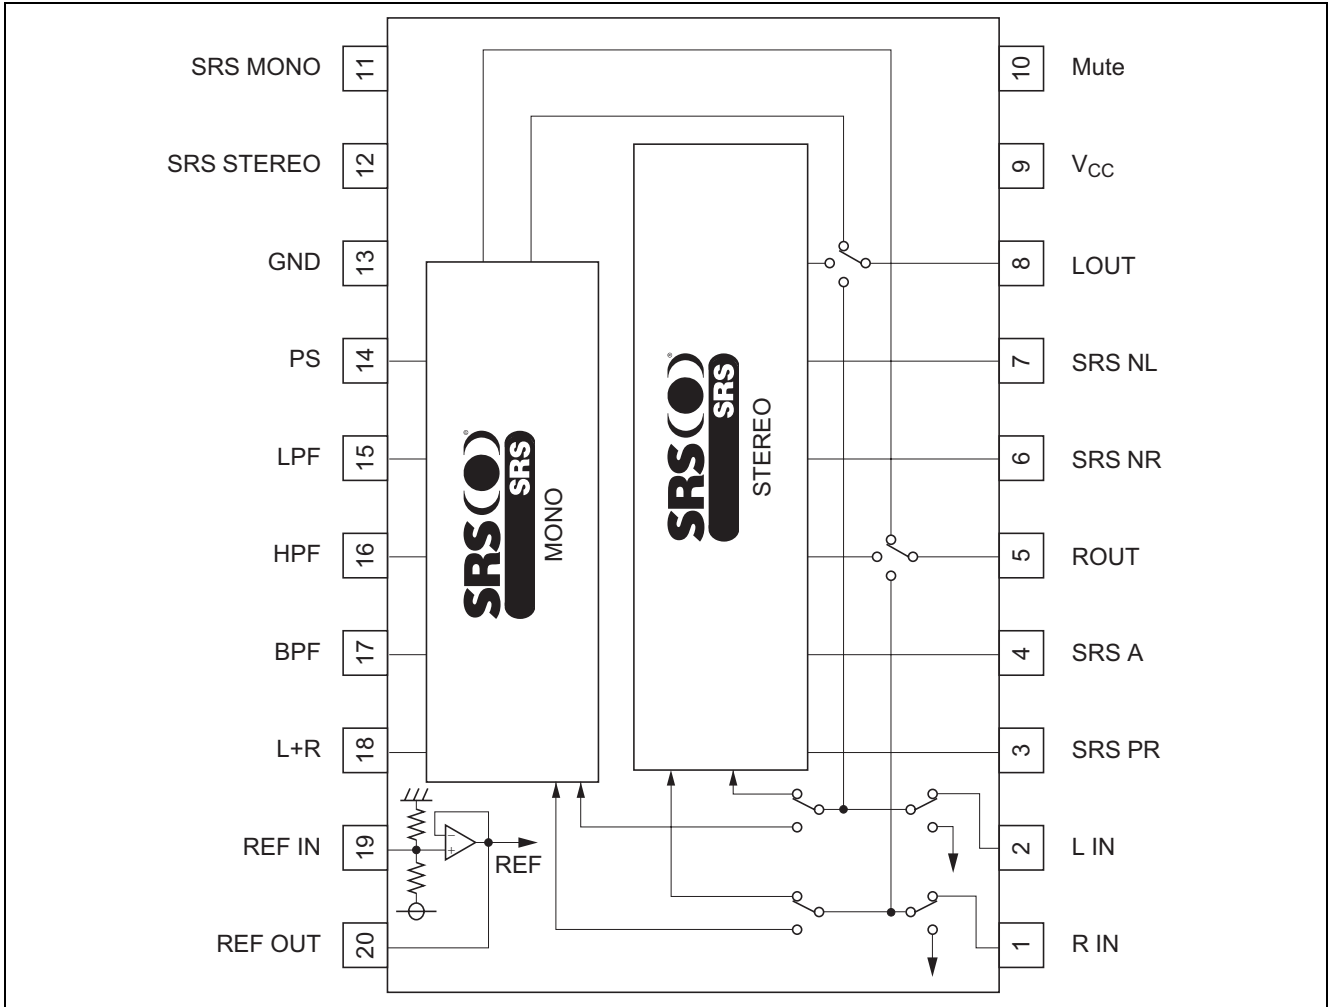 SRS MONO 11
10 Mute
SRS STEREO 12
9 VCC
GND 13
8 LOUT
PS 14
7 SRS NL
LPF 15
6 SRS NR
HPF 16
5 ROUT
BPF 17
4 SRS A
L+R 18
3 SRS PR
REF IN 19
2 L IN
REF OUT 20
1 R IN
SRS ®
SRS
MONO
SRS ®
SRS
STEREO
−
+
REF